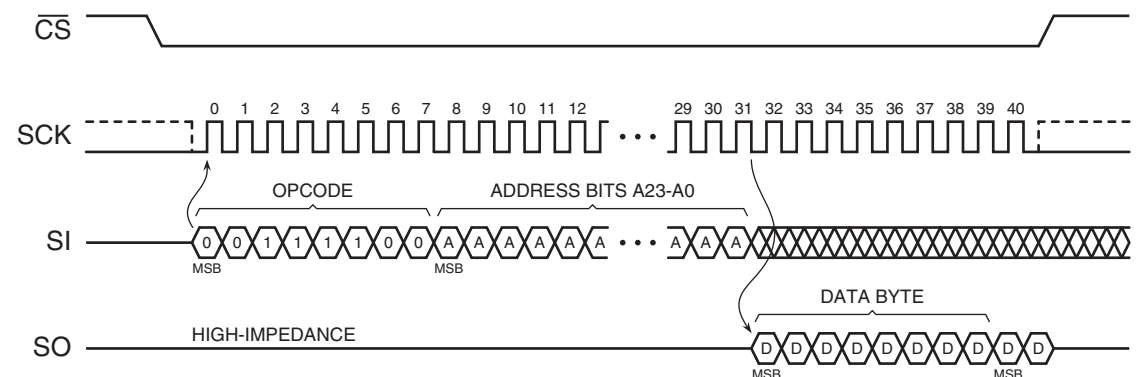 CS
0 1 2 3 4 5 6 7 8 9 10 11 12 29 30 31 32 33 34 35 36 37 38 39 40
SCK
OPCODE ADDRESS BITS A23-A0
SI 0 0 1 1 1 1 0 0 A A A A A A A A A
MSB MSB
DATA BYTE
HIGH-IMPEDANCE
SO D D D D D D D D D D
MSB MSB